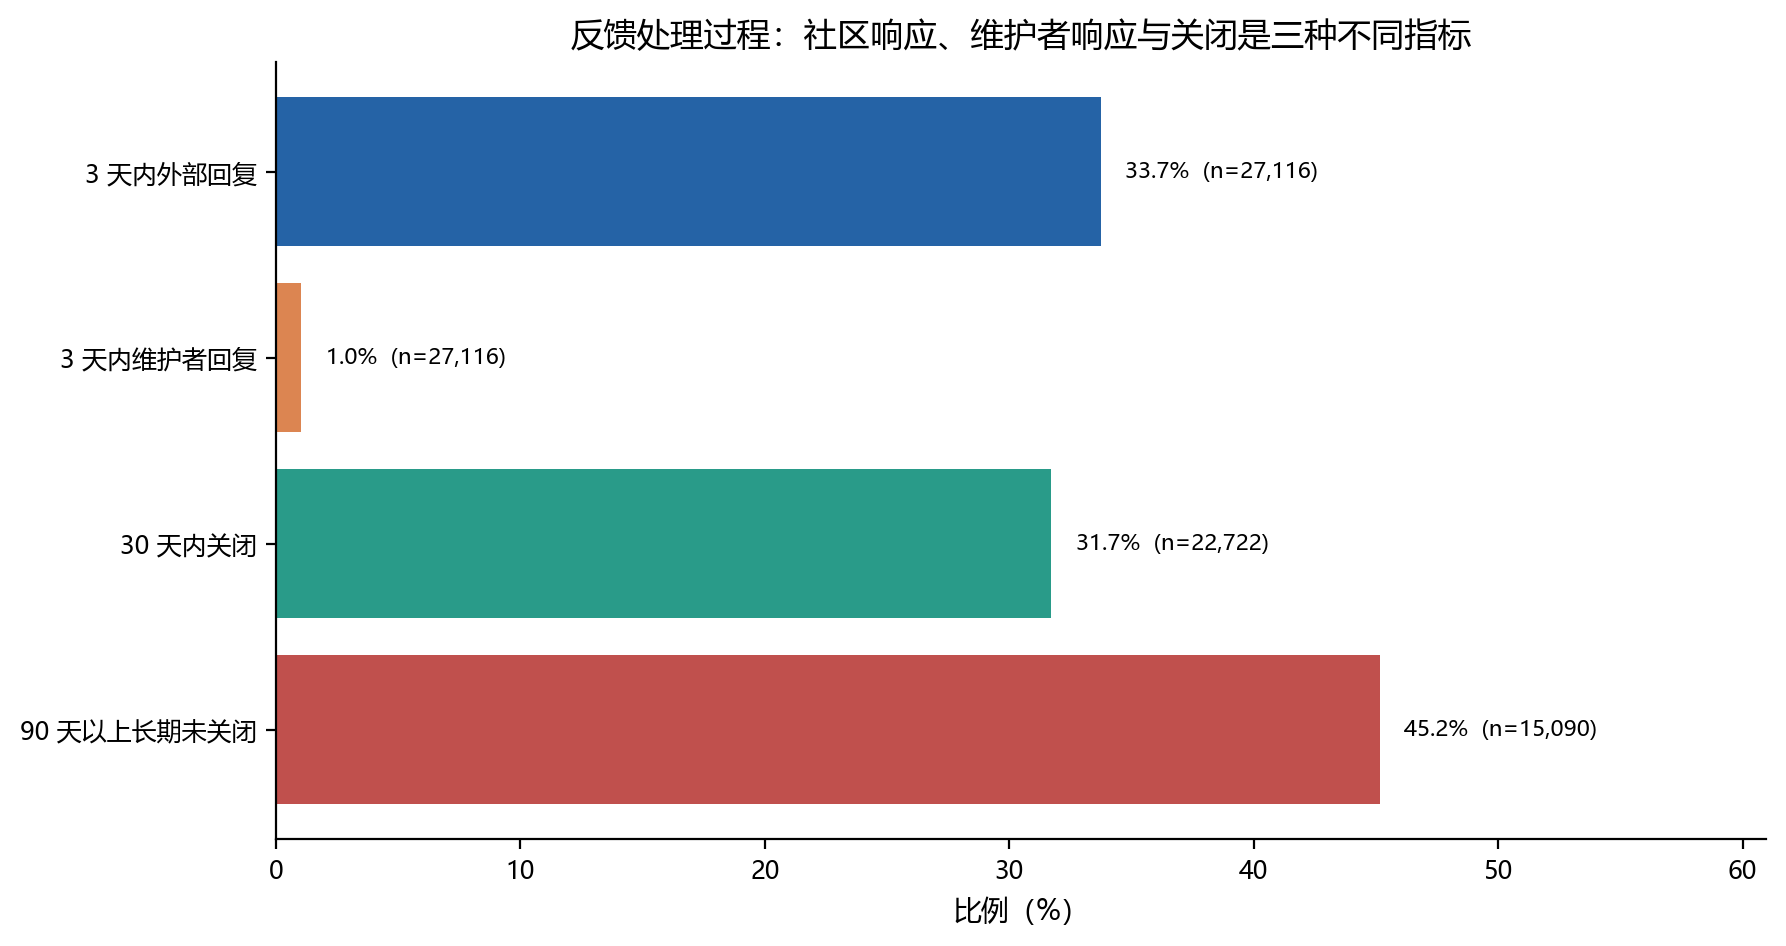 反馈处理过程：社区响应、维护者响应与关闭是三种不同指标
3 天内外部回复
33.7% (n=27,116)
3 天内维护者回复
1.0% (n=27,116)
30 天内关闭
31.7% (n=22,722)
90 天以上长期未关闭
45.2% (n=15,090)
0 10 20 30 40 50 60
比例（%）